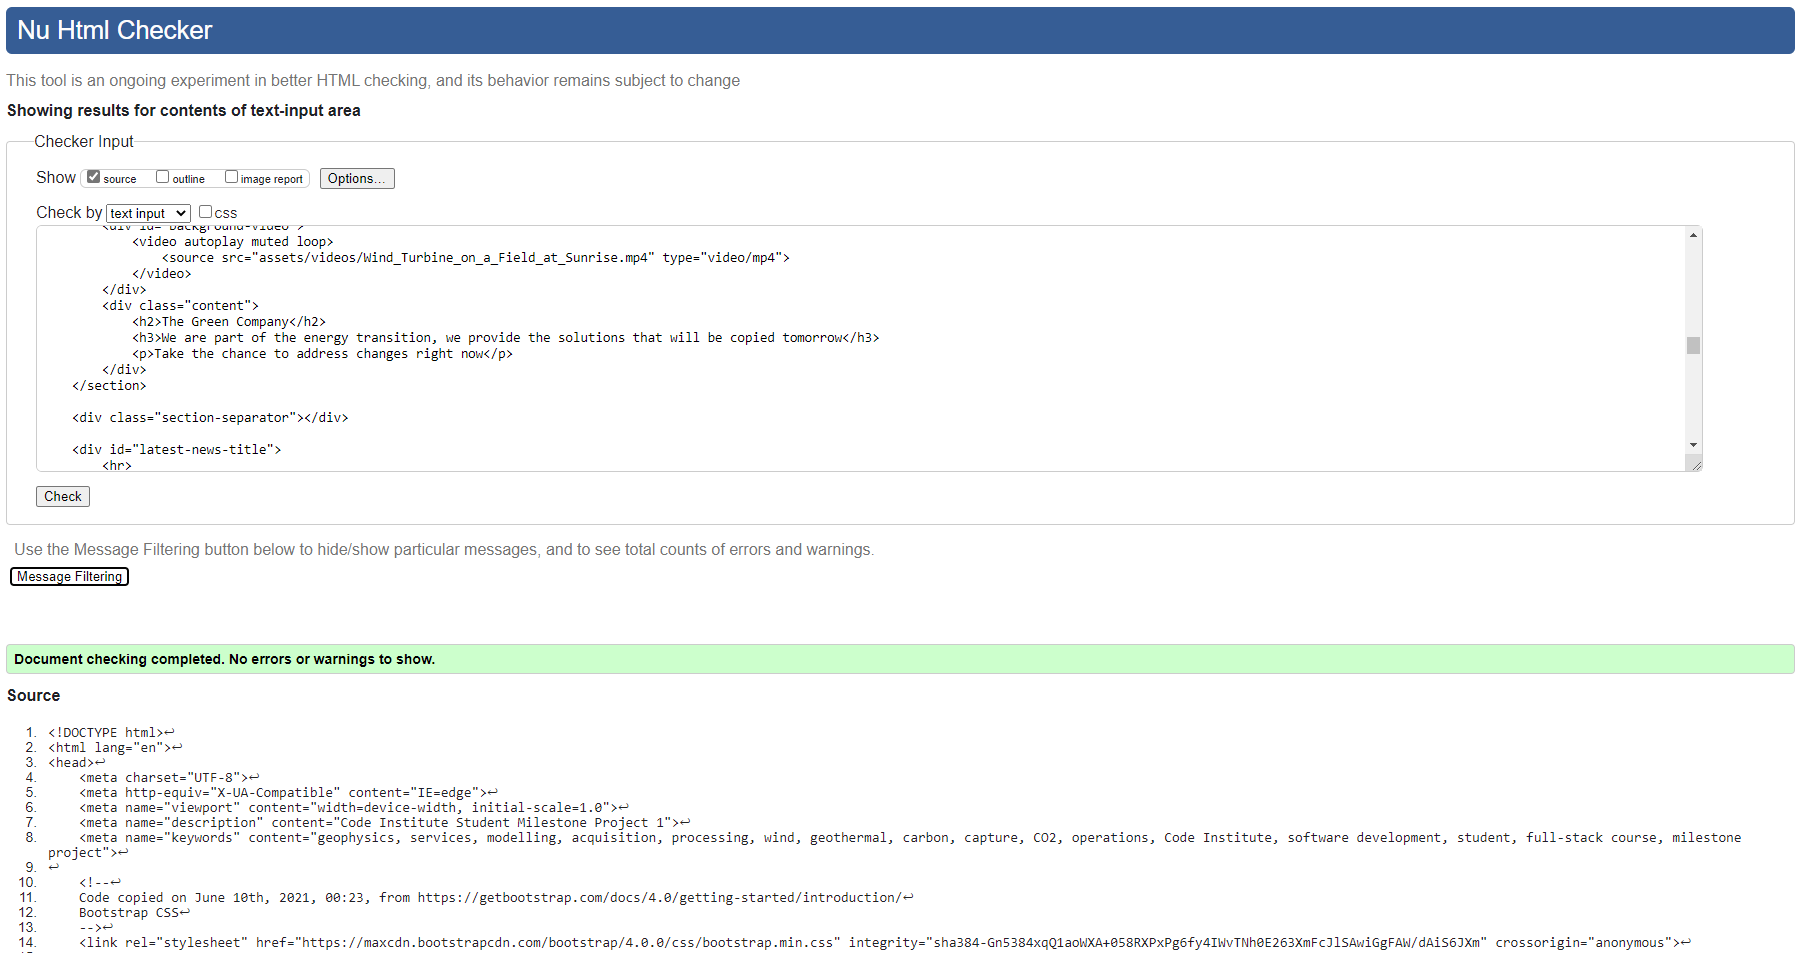 Nu Html Checker
This tool is an ongoing experiment in better HTML checking, and its behavior remains subject to change
Showing results for contents of text-input area
Checker Input
Show source outline image report Options...
Check by text input css
<div id="background-video">
<video autoplay muted loop>
<source src="assets/videos/Wind_Turbine_on_a_Field_at_Sunrise.mp4" type="video/mp4">
</video>
</div>
<div class="content">
<h2>The Green Company</h2>
<h3>We are part of the energy transition, we provide the solutions that will be copied tomorrow</h3>
<p>Take the chance to address changes right now</p>
</div>
</section>
<div class="section-separator"></div>
<div id="latest-news-title">
<hr>
Check
Use the Message Filtering button below to hide/show particular messages, and to see total counts of errors and warnings.
Message Filtering
Document checking completed. No errors or warnings to show.
Source
1. <!DOCTYPE html>↩
2. <html lang="en">↩
3. <head>↩
4. <meta charset="UTF-8">↩
5. <meta http-equiv="X-UA-Compatible" content="IE=edge">↩
6. <meta name="viewport" content="width=device-width, initial-scale=1.0">↩
7. <meta name="description" content="Code Institute Student Milestone Project 1">↩
8. <meta name="keywords" content="geophysics, services, modelling, acquisition, processing, wind, geothermal, carbon, capture, CO2, operations, Code Institute, software development, student, full-stack course, milestone
project">↩
9. ↩
10. <!--↩
11. Code copied on June 10th, 2021, 00:23, from https://getbootstrap.com/docs/4.0/getting-started/introduction/↩
12. Bootstrap CSS↩
13. -->↩
14. <link rel="stylesheet" href="https://maxcdn.bootstrapcdn.com/bootstrap/4.0.0/css/bootstrap.min.css" integrity="sha384-Gn5384xqQ1aoWXA+058RXPxPg6fy4IWvTNh0E263XmFcJlSAwiGgFAW/dAiS6JXm" crossorigin="anonymous">↩